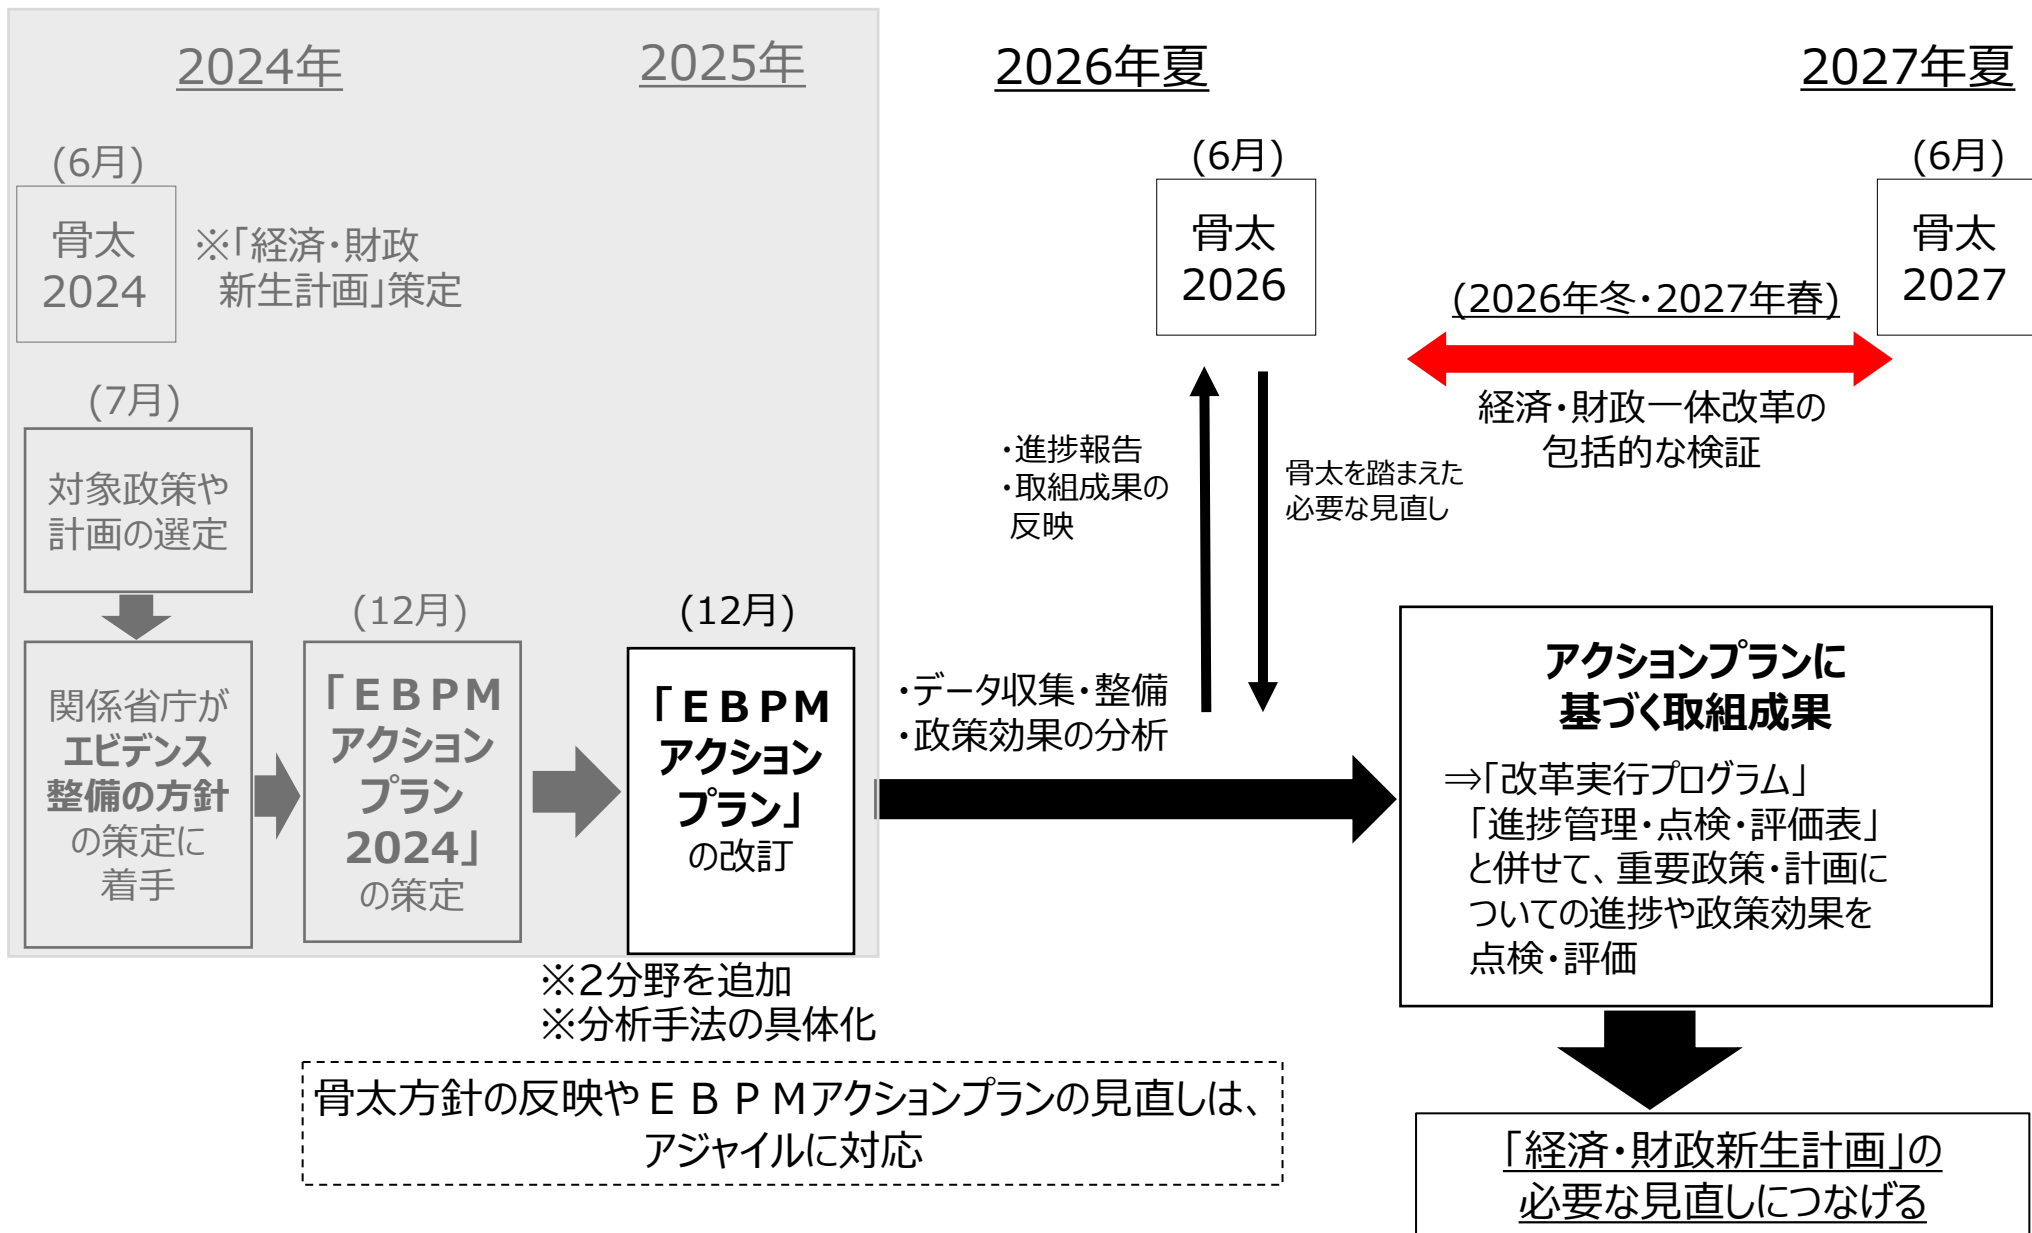 2024年
2025年
2026年夏
2027年夏
(6月)
骨太
2024
※「経済・財政
新生計画」策定
(7月)
対象政策や
計画の選定
関係省庁が
エビデンス
整備の方針
の策定に
着手
(12月)
「ＥＢＰＭ
アクション
プラン
2024」
の策定
(12月)
「ＥＢＰＭ
アクション
プラン」
の改訂
※2分野を追加
※分析手法の具体化
(6月)
骨太
2026
・進捗報告
・取組成果の
反映
骨太を踏まえた
必要な見直し
・データ収集・整備
・政策効果の分析
(6月)
骨太
2027
(2026年冬・2027年春)
経済・財政一体改革の
包括的な検証
アクションプランに
基づく取組成果
⇒「改革実行プログラム」
「進捗管理・点検・評価表」
と併せて、重要政策・計画に
ついての進捗や政策効果を
点検・評価
骨太方針の反映やＥＢＰＭアクションプランの見直しは、
アジャイルに対応
「経済・財政新生計画」の
必要な見直しにつなげる